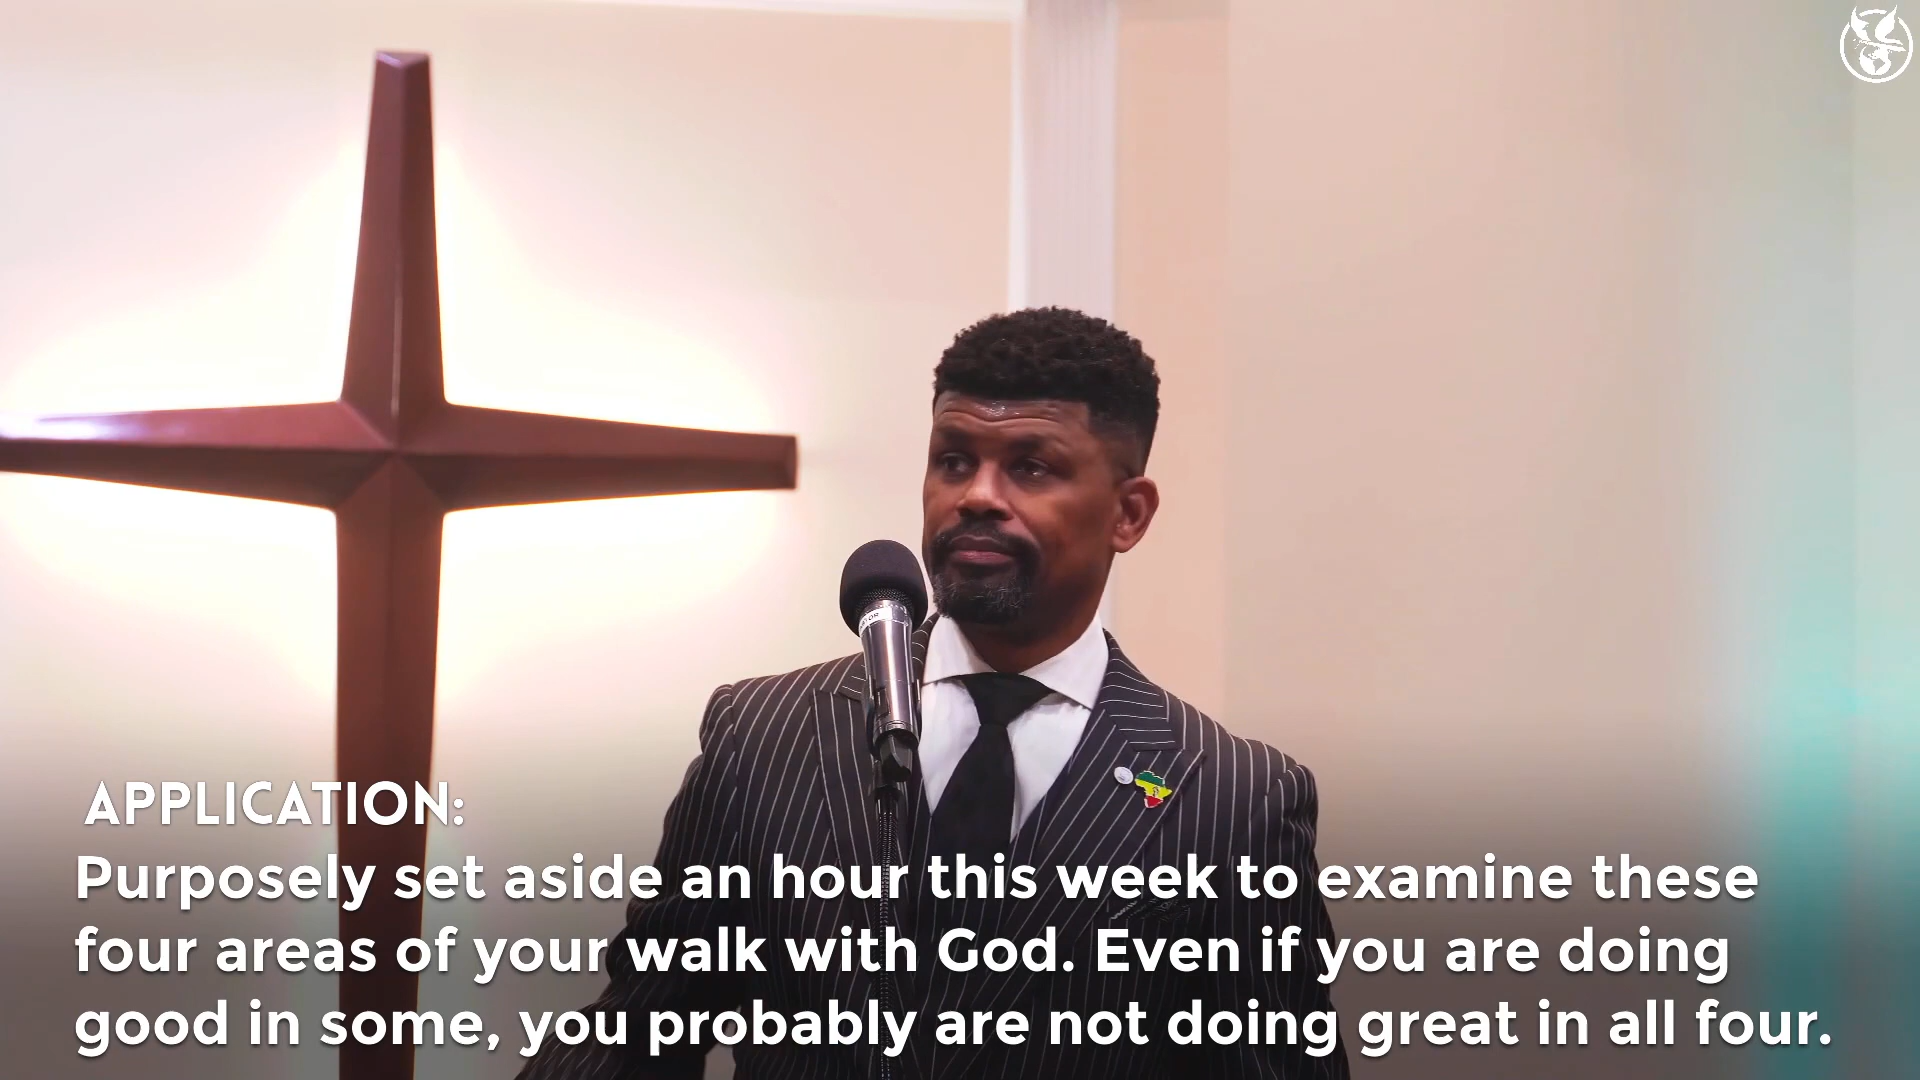 APPLICATION:
Purposely set aside an hour this week to examine these
four areas of your walk with God. Even if you are doing
good in some, you probably are not doing great in all four.